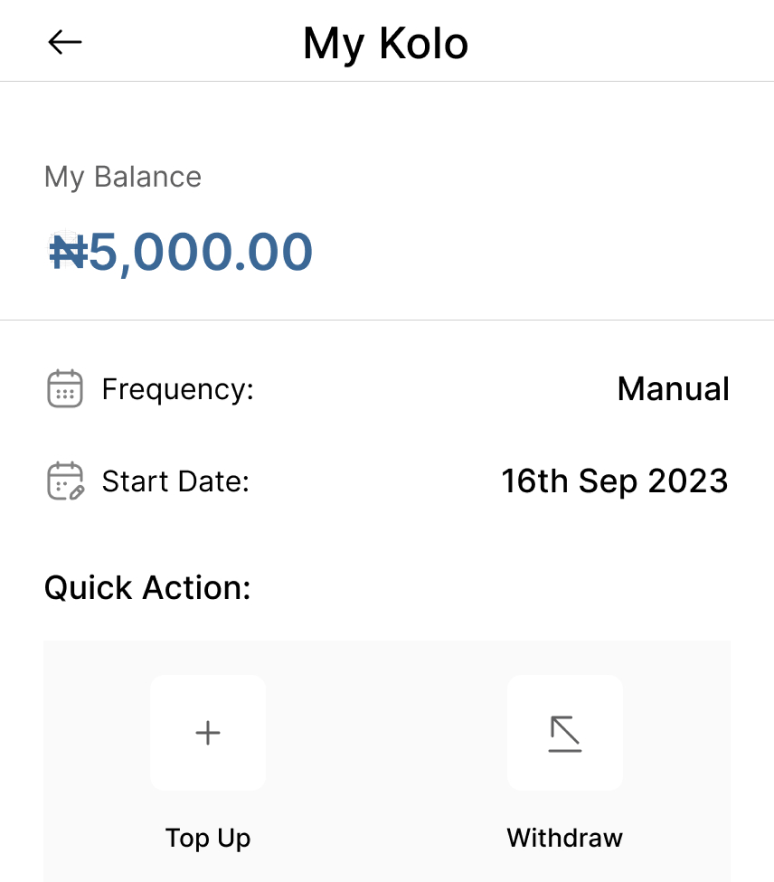 My Kolo
My Balance
₦5,000.00
Frequency: Manual
Start Date: 16th Sep 2023
Quick Action:
Top Up Withdraw